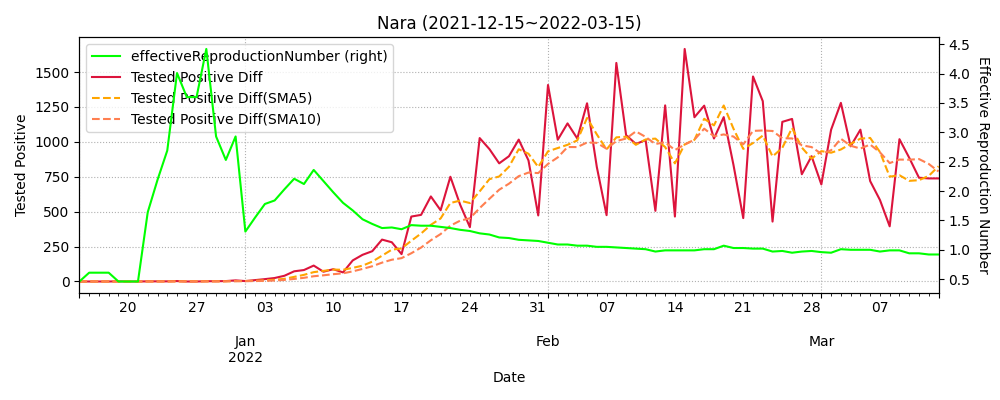 Nara (2021-12-15~2022-03-15)
effectiveReproductionNumber (right)
Tested Positive Diff
Tested Positive Diff(SMA5)
Tested Positive Diff(SMA10)
Tested Positive
1500
1250
1000
750
500
250
0
Effective Reproduction Number
4.5
4.0
3.5
3.0
2.5
2.0
1.5
1.0
0.5
20 27 03 10 17 24 31 07 14 21 28 07
Jan Feb Mar
2022
Date